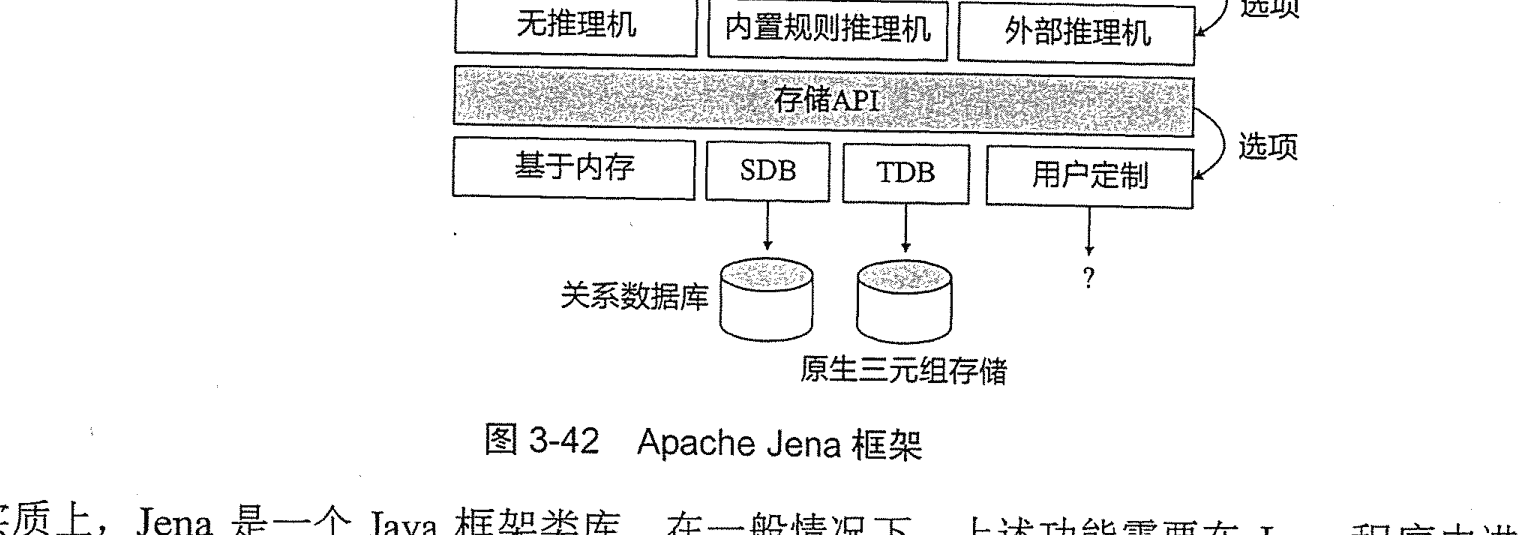 选项
无推理机
内置规则推理机
外部推理机
存储API
选项
基于内存
SDB
TDB
用户定制
?
关系数据库
原生三元组存储
图 3-42 Apache Jena 框架
实质上，Jena 是一个 Java 框架类库。在一般情况下，上述功能需要在 程序中进